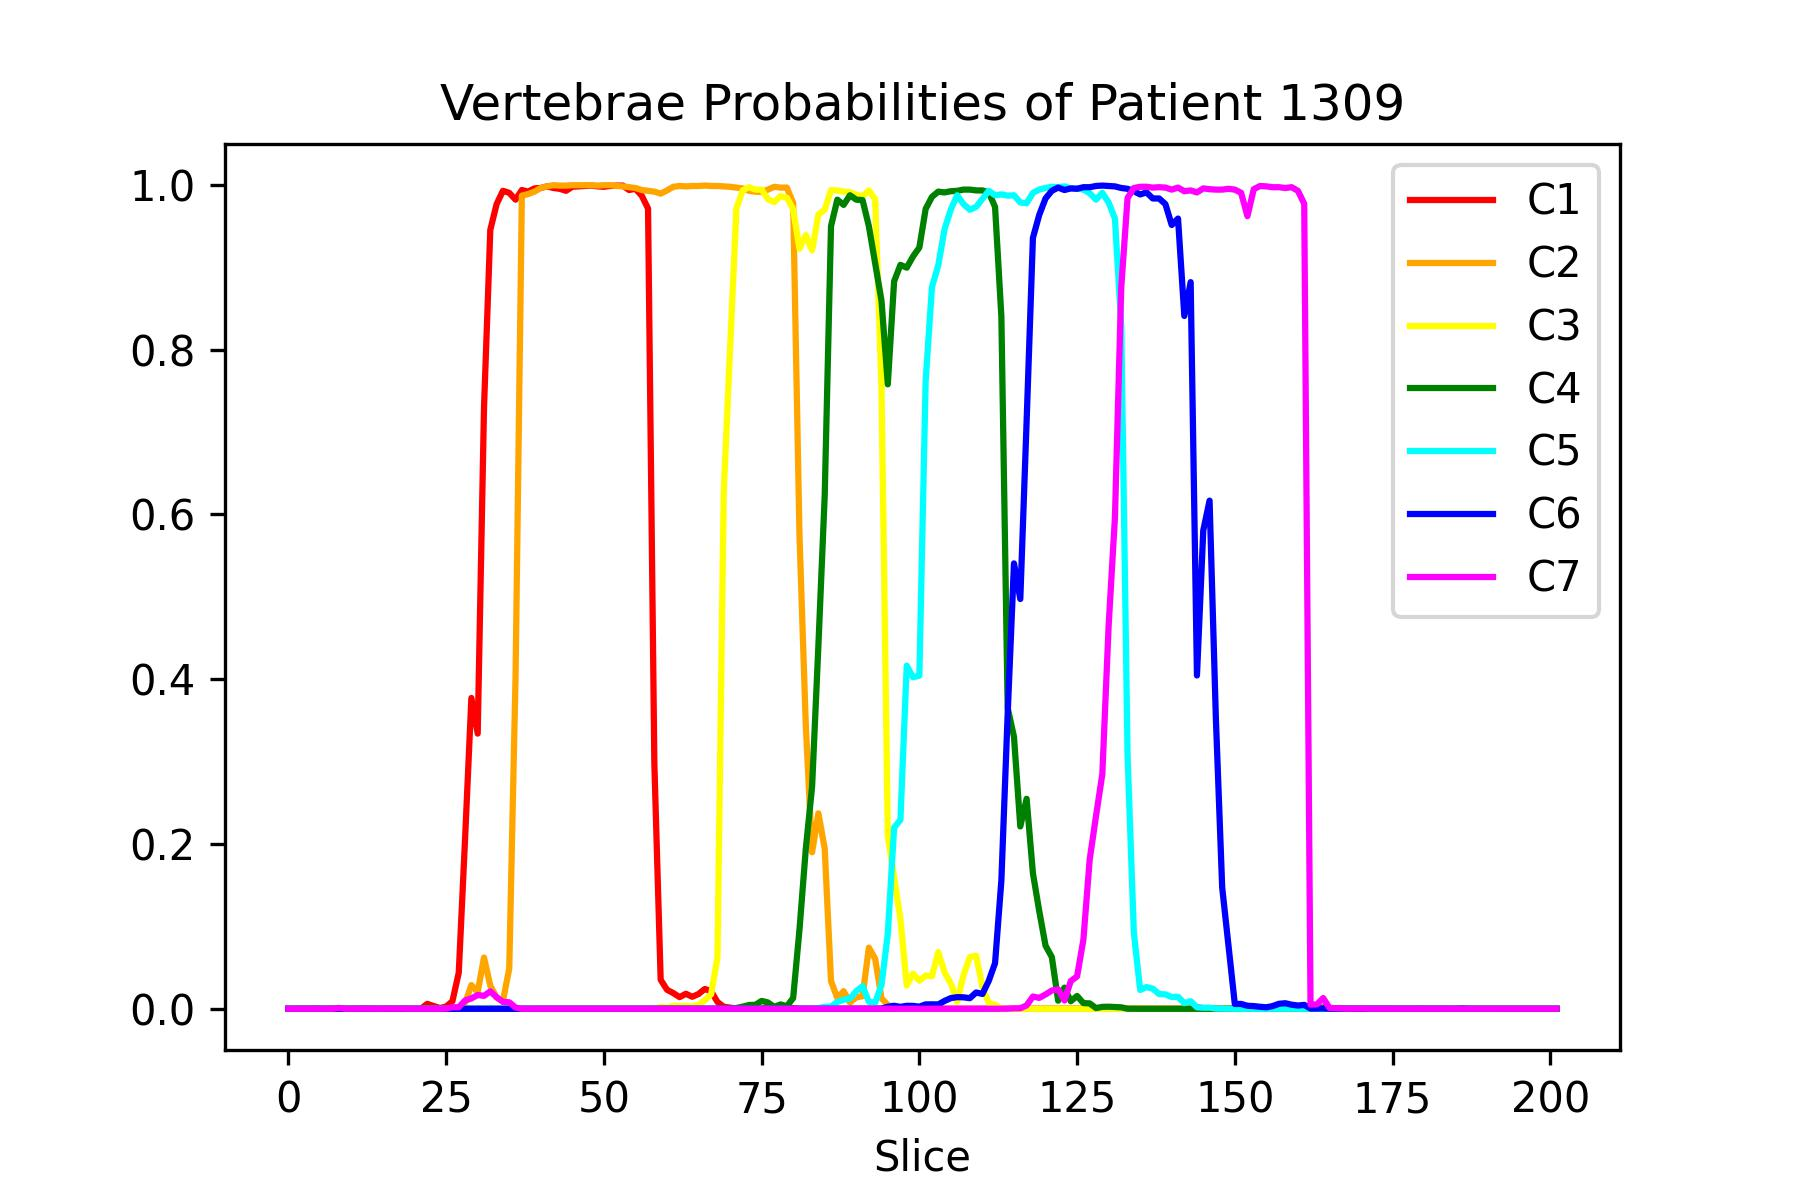 Vertebrae Probabilities of Patient 1309
1.0
0.8
0.6
0.4
0.2
0.0
C1
C2
C3
C4
C5
C6
C7
0 25 50 75 100 125 150 175 200
Slice